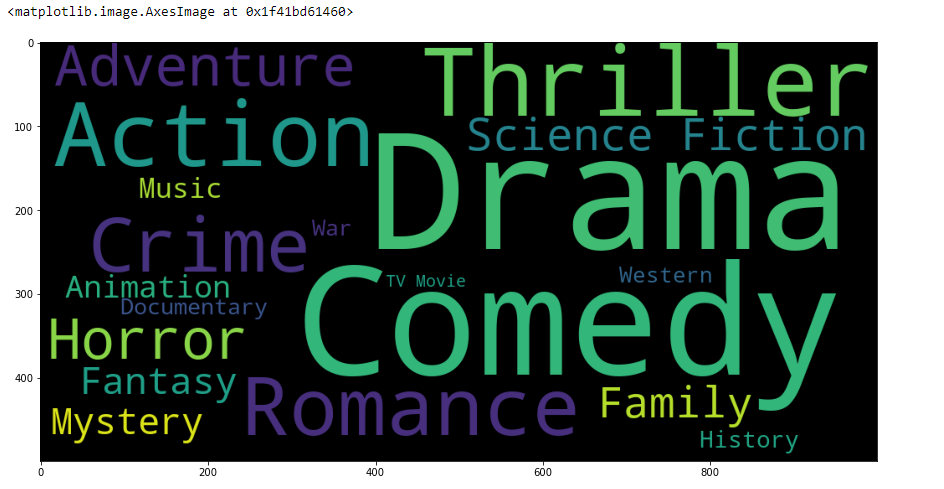 <matplotlib.image.AxesImage at 0x1f41bd61460>
0
Adventure
Thriller
100
Action
Science Fiction
Drama
Music
200
Crime
War
Animation
TV Movie
Western
300
Documentary
Comedy
Horror
Fantasy
400
Romance
Family
Mystery
History
0
200
400
600
800